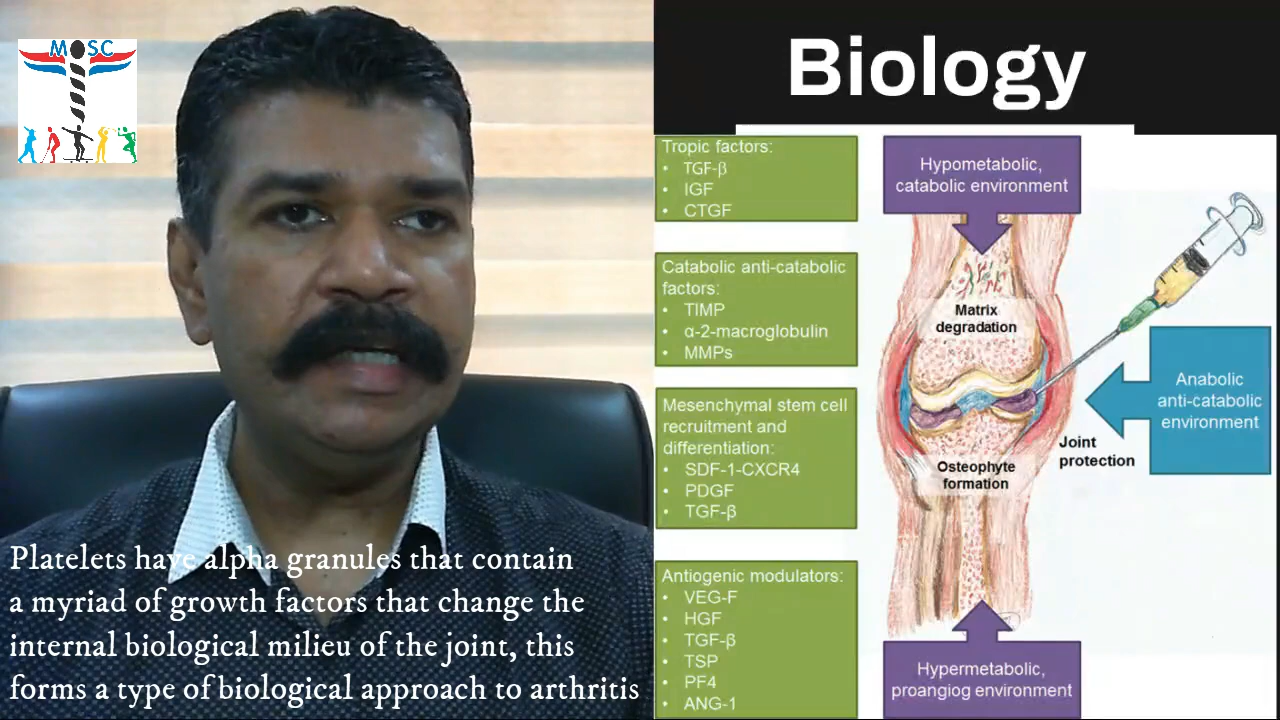 MOSC
Platelets have alpha granules that contain
a myriad of growth factors that change the
internal biological milieu of the joint, this
forms a type of biological approach to arthritis
Biology
Tropic factors:
• TGF-β
• IGF
• CTGF
Catabolic anti-catabolic
factors:
• TIMP
• α-2-macroglobulin
• MMPs
Mesenchymal stem cell
recruitment and
differentiation:
• SDF-1-CXCR4
• PDGF
• TGF-β
Antiogenic modulators:
• VEG-F
• HGF
• TGF-β
• TSP
• PF4
• ANG-1
Hypometabolic,
catabolic environment
Matrix
degradation
Anabolic
anti-catabolic
environment
Joint
protection
Osteophyte
formation
Hypermetabolic,
proangiog environment